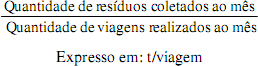 Quantidade de resíduos coletados ao mês
Quantidade de viagens realizados ao mês
Expresso em: t/viagem